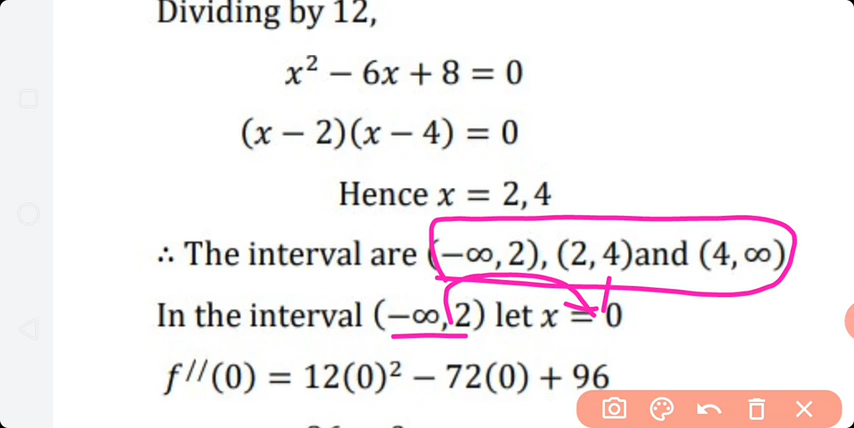 Dividing by 12,
x² − 6x + 8 = 0
(x − 2)(x − 4) = 0
Hence x = 2, 4
∴ The interval are (−∞, 2), (2, 4)and (4, ∞)
In the interval (−∞, 2) let x = 0
f//(0) = 12(0)² − 72(0) + 96